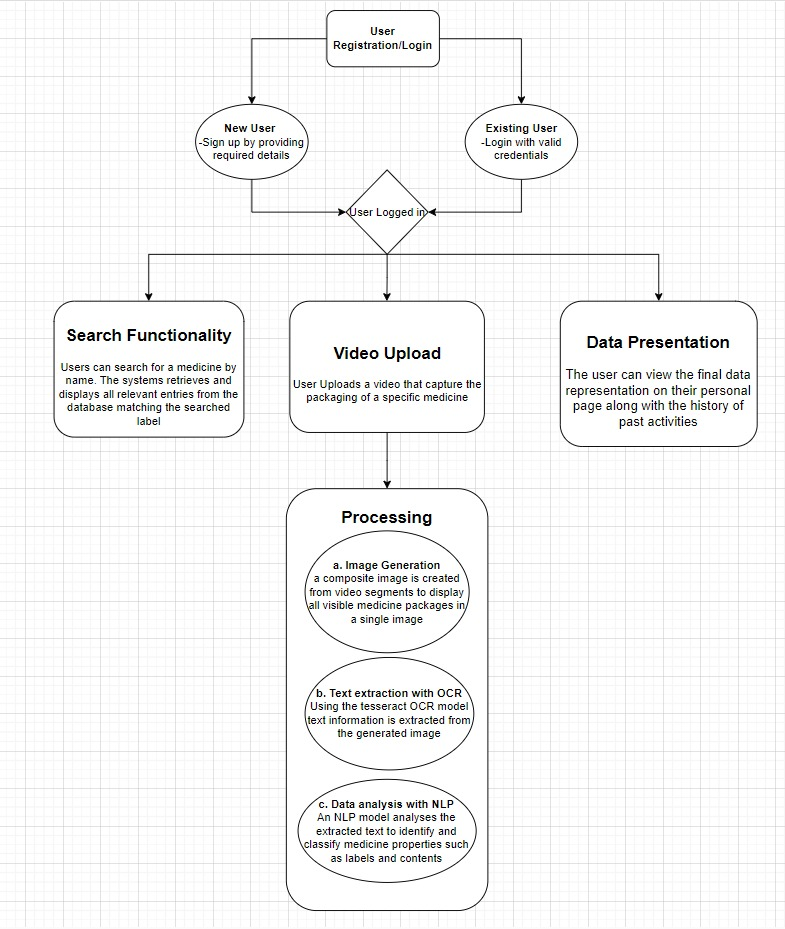 User
Registration/Login
New User
-Sign up by providing
required details
Existing User
-Login with valid
credentials
User Logged in
Search Functionality
Users can search for a medicine by
name. The systems retrieves and
displays all relevant entries from the
database matching the searched
label
Video Upload
User Uploads a video that capture the
packaging of a specific medicine
Data Presentation
The user can view the final data
representation on their personal
page along with the history of
past activities
Processing
a. Image Generation
a composite image is created
from video segments to display
all visible medicine packages in
a single image
b. Text extraction with OCR
Using the tesseract OCR model
text information is extracted from
the generated image
c. Data analysis with NLP
An NLP model analyses the
extracted text to identify and
classify medicine properties such
as labels and contents